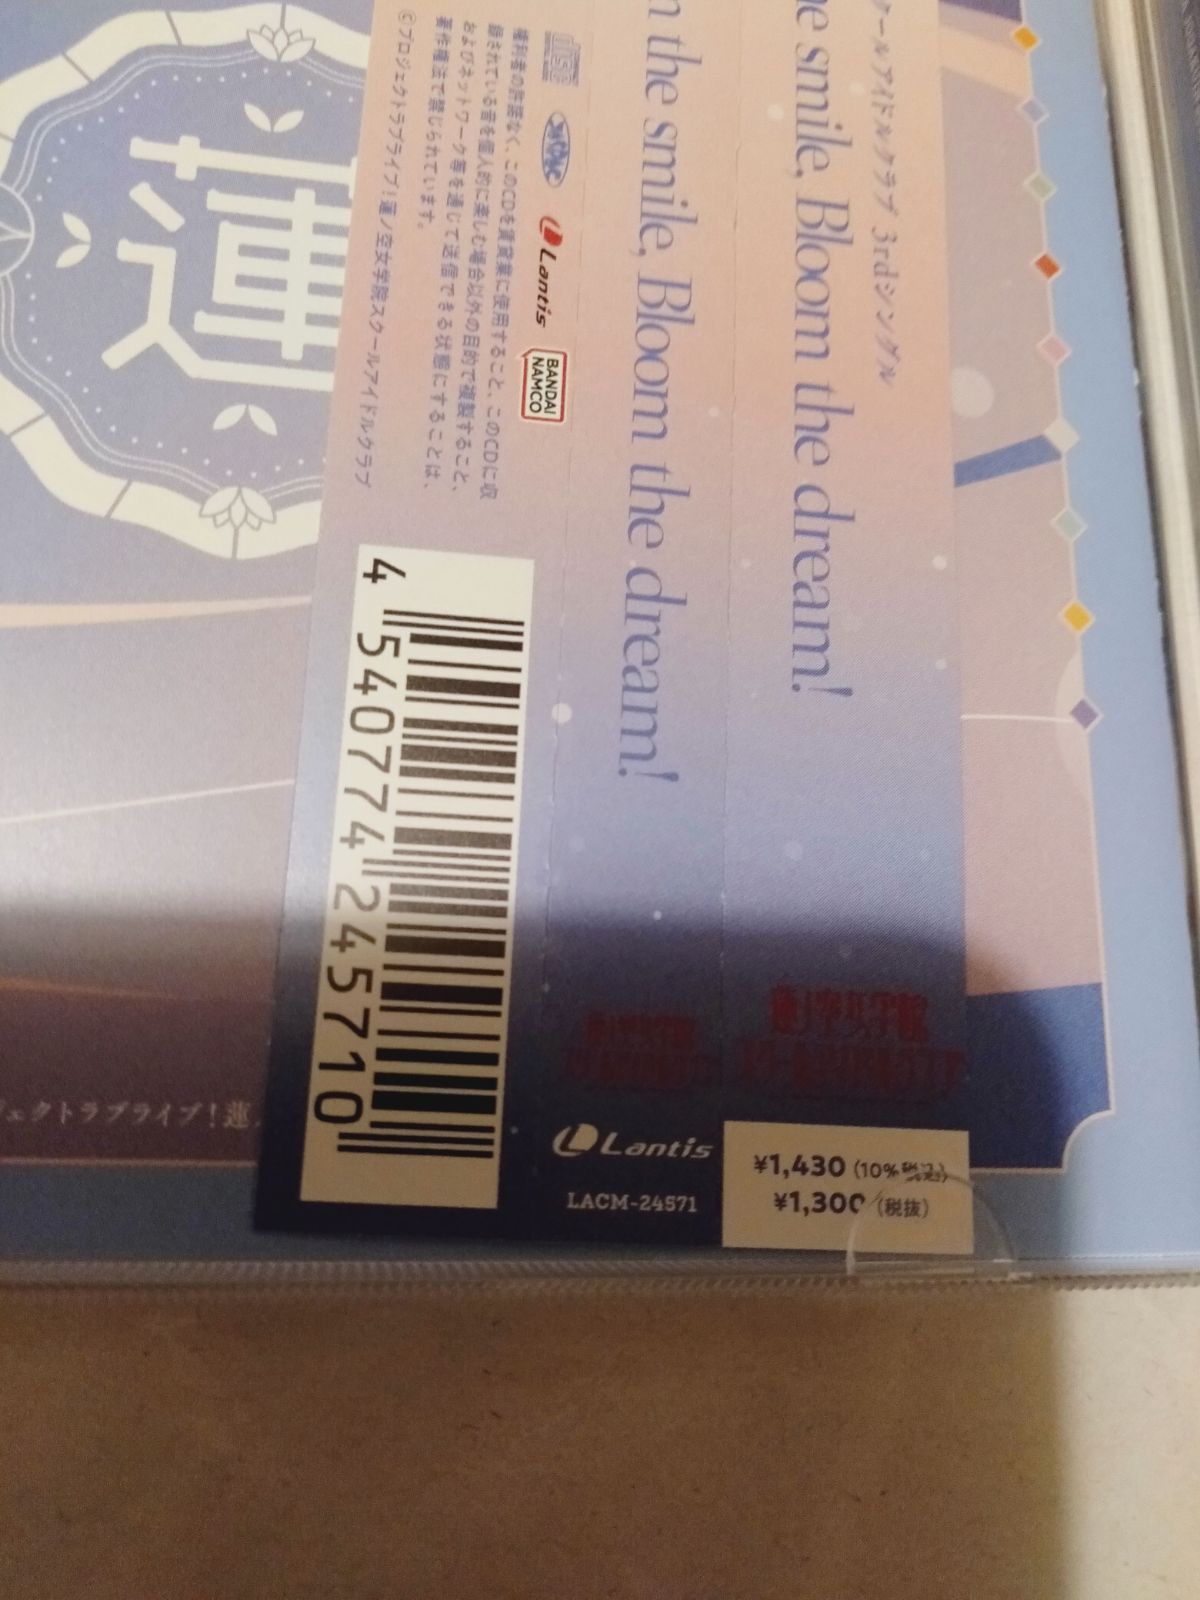 クールアイドルクラブ 3rdシングル
he smile, Bloom the dream!
n the smile, Bloom the dream!
Lantis
BANDAI
NAMCO
権利者の許諾なく、このCDを賃貸業に使用すること、このCDに収
録されている音を個人的に楽しむ場合以外の目的で複製すること、
およびネットワーク等を通じて送信できる状態にすることは、
著作権法で禁じられています。
©プロジェクトラブライブ!蓮ノ空女学院スクールアイドルクラブ
蓮
4 540774 245710
ジェクトラブライブ!蓮
Lantis
LACM-24571
¥1,430 (10%税込)
¥1,300 (税抜)